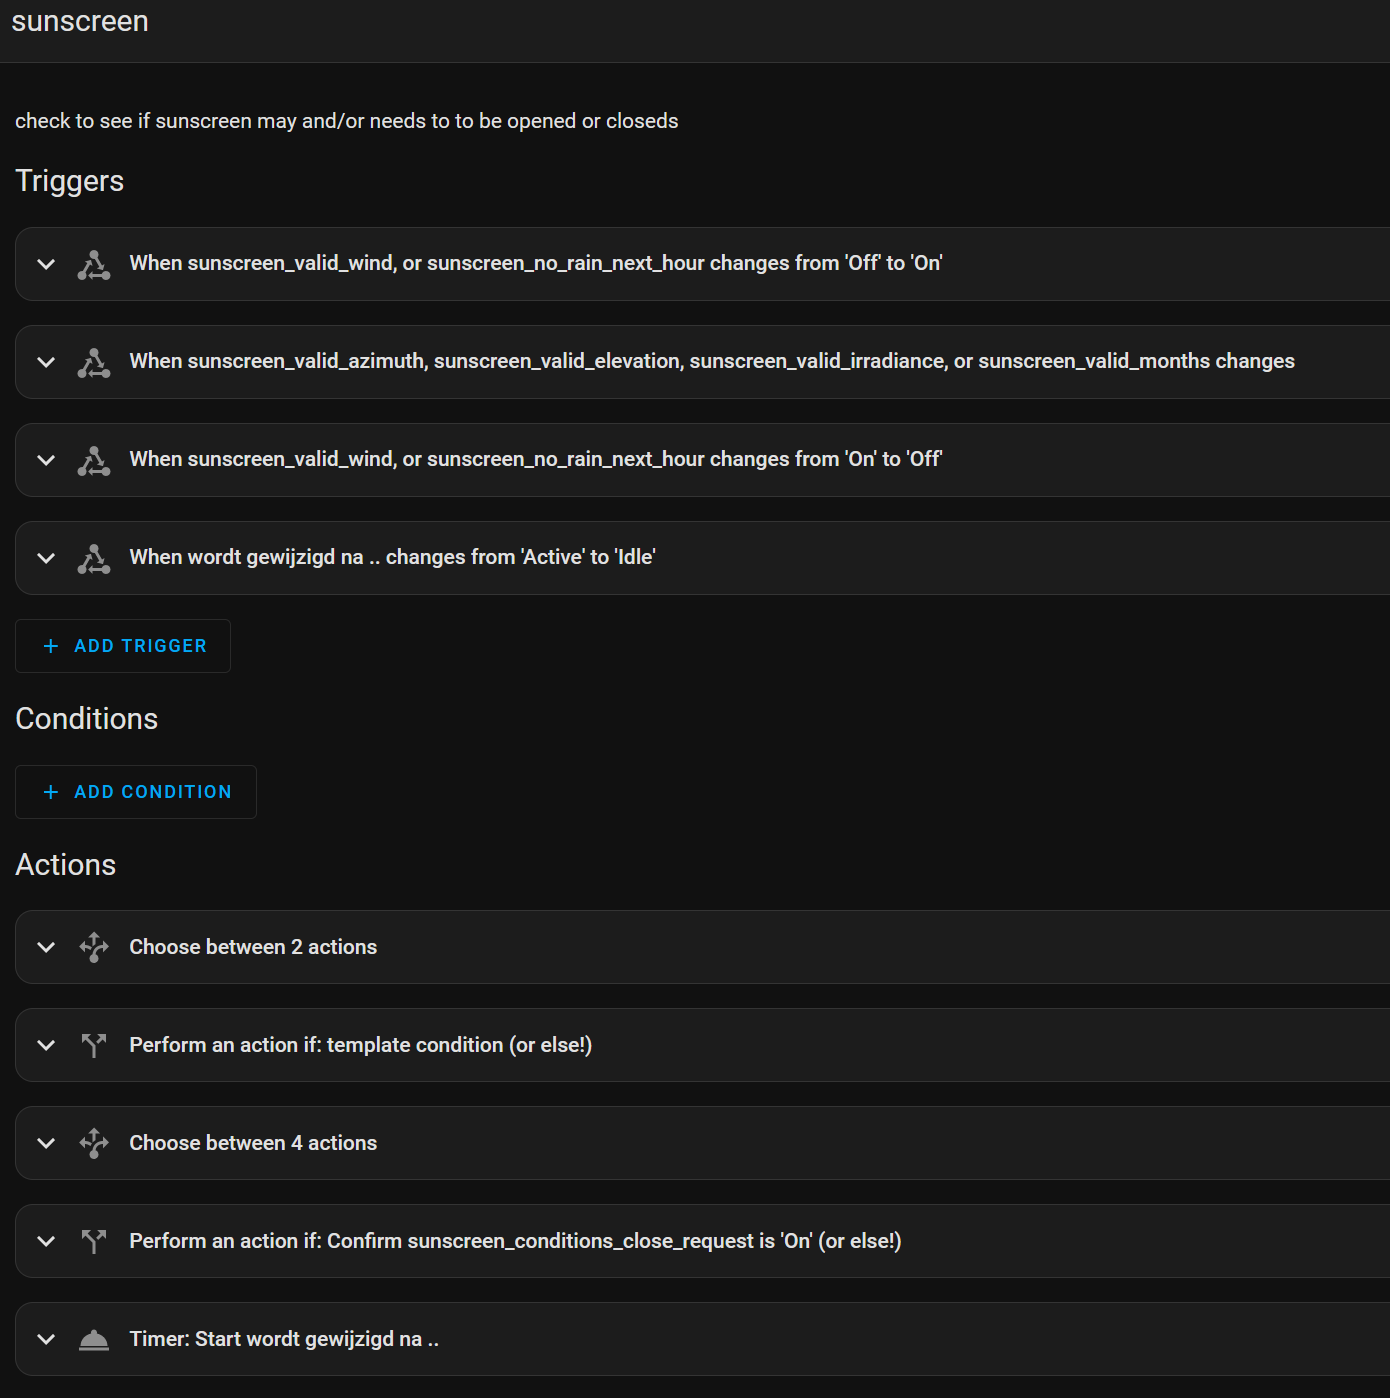 sunscreen
check to see if sunscreen may and/or needs to to be opened or closeds
Triggers
When sunscreen_valid_wind, or sunscreen_no_rain_next_hour changes from 'Off' to 'On'
When sunscreen_valid_azimuth, sunscreen_valid_elevation, sunscreen_valid_irradiance, or sunscreen_valid_months changes
When sunscreen_valid_wind, or sunscreen_no_rain_next_hour changes from 'On' to 'Off'
When wordt gewijzigd na .. changes from 'Active' to 'Idle'
+ ADD TRIGGER
Conditions
+ ADD CONDITION
Actions
Choose between 2 actions
Perform an action if: template condition (or else!)
Choose between 4 actions
Perform an action if: Confirm sunscreen_conditions_close_request is 'On' (or else!)
Timer: Start wordt gewijzigd na ..